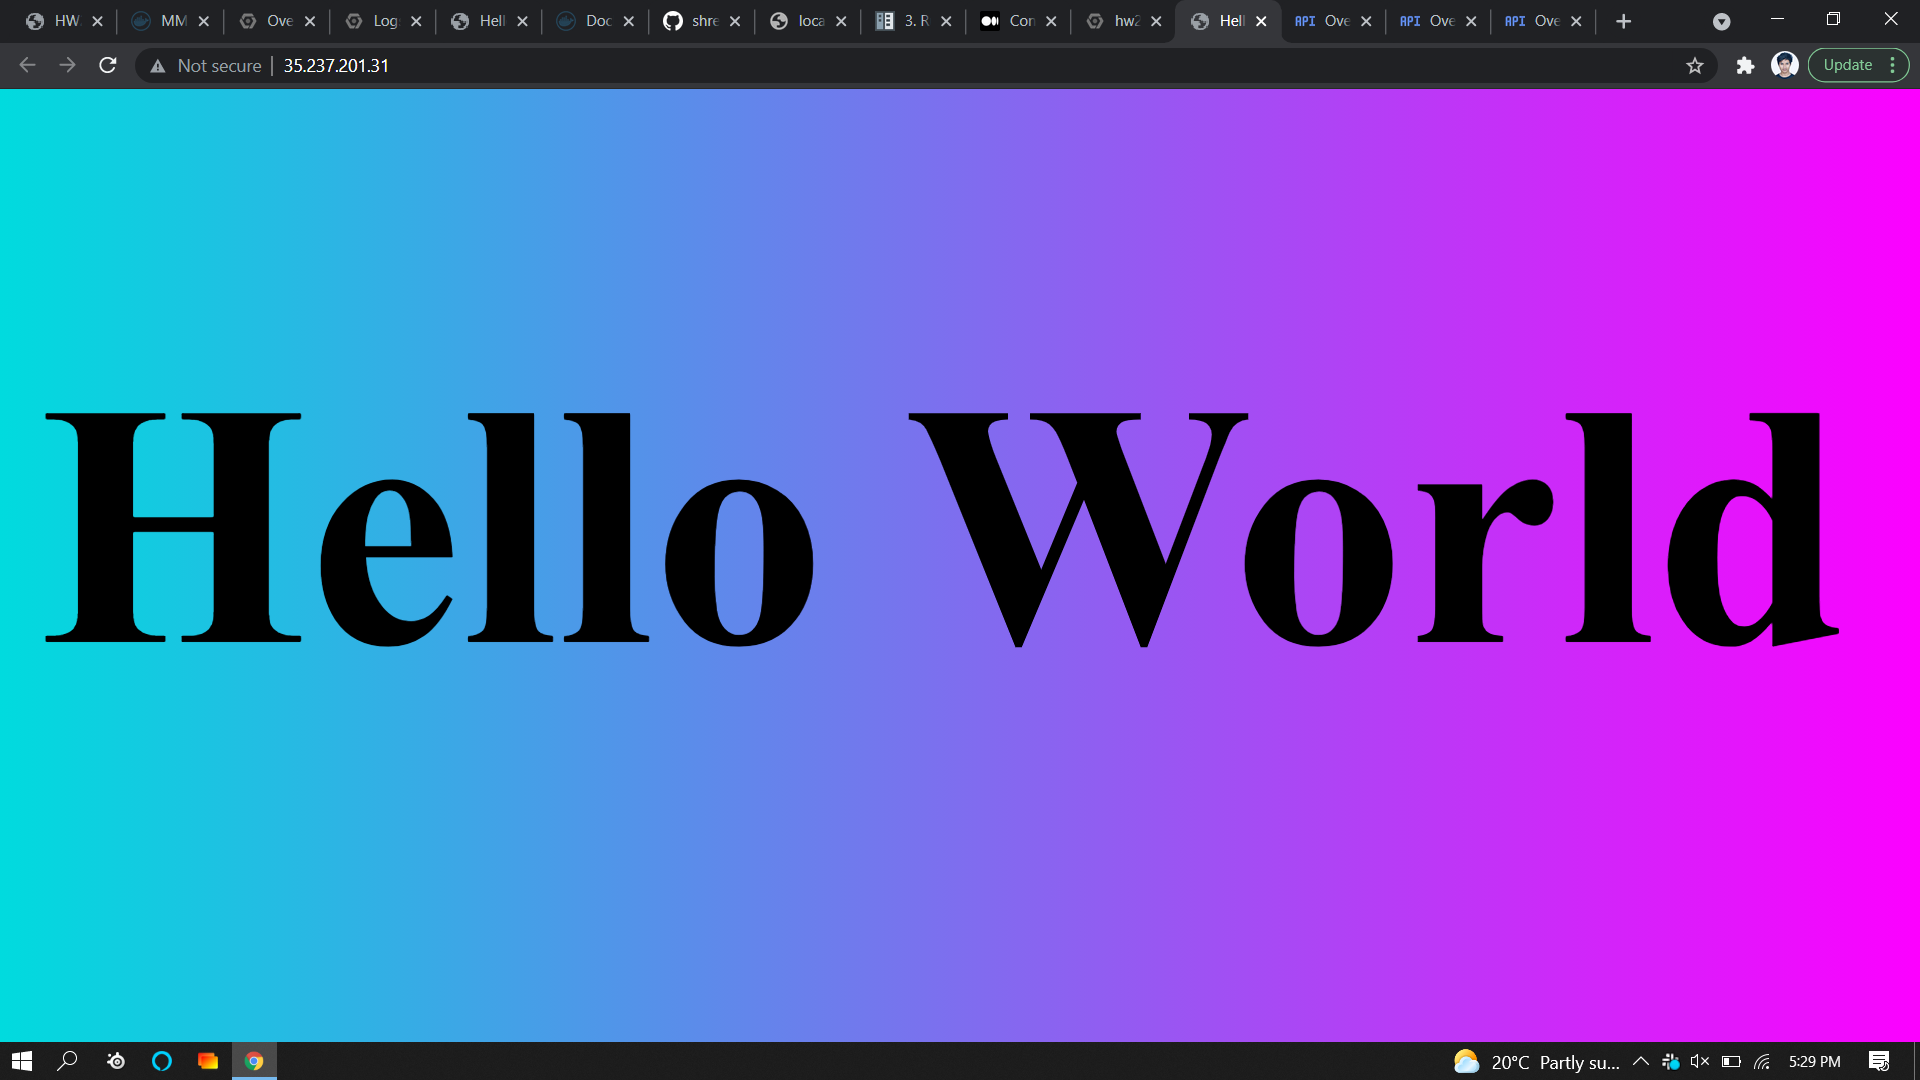 HW
MM
Ove
Log
Hell
Doc
shre
loca
3. R
Con
hw2
Hell
API Ove
API Ove
API Ove
Not secure | 35.237.201.31
Update
Hello World
20°C Partly su...
5:29 PM